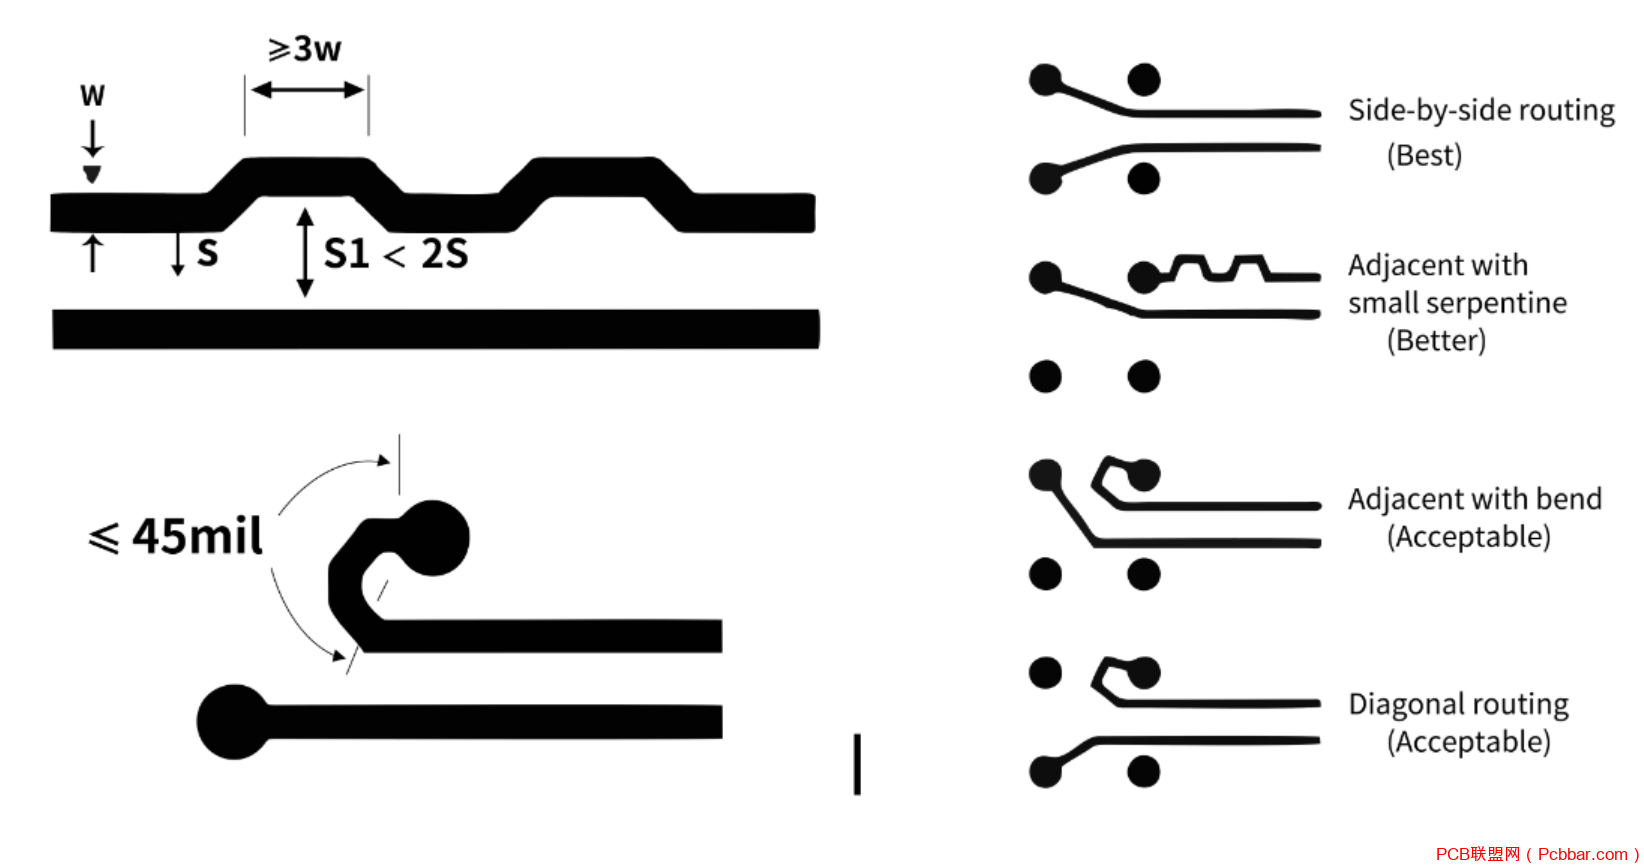 ≥3w
w
S
S1 < 2S
≤ 45mil
Side-by-side routing
(Best)
Adjacent with
small serpentine
(Better)
Adjacent with bend
(Acceptable)
Diagonal routing
(Acceptable)
PCB联盟网（Pcbbar.com）